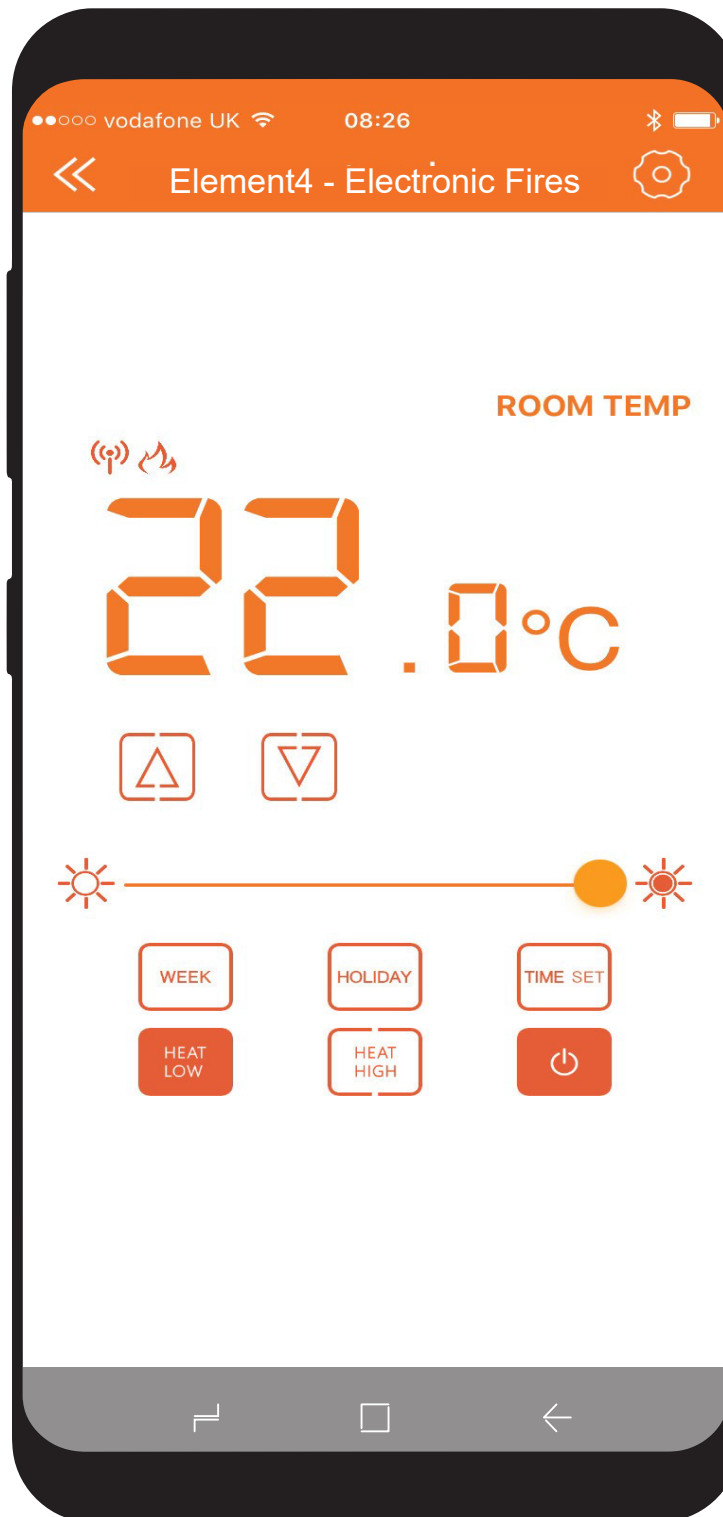 vodafone UK 08:26
Element4 - Electronic Fires
ROOM TEMP
22.0°C
WEEK HOLIDAY TIME SET
HEAT LOW
HEAT HIGH